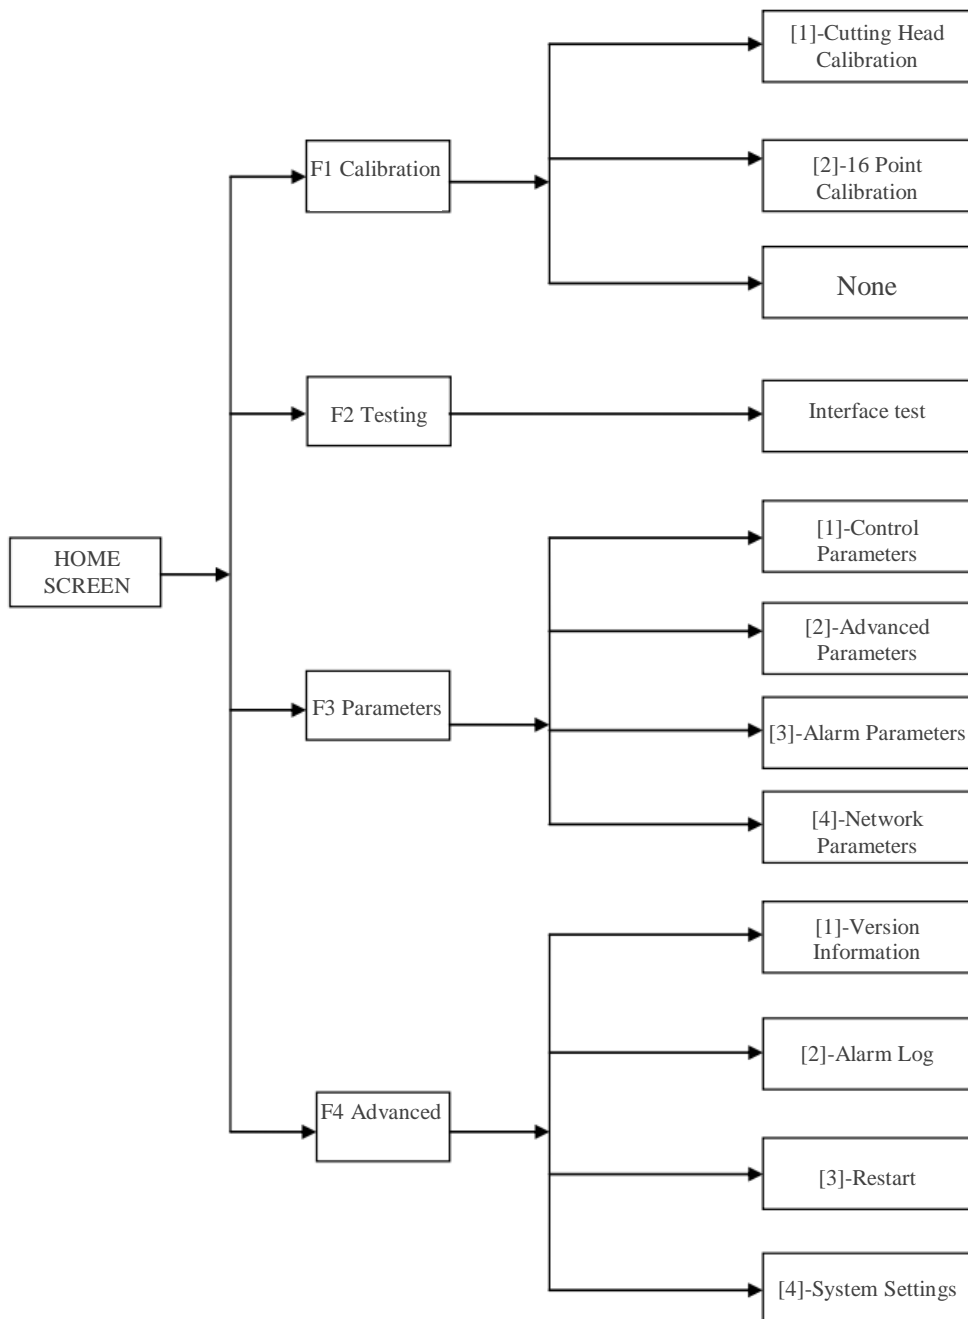 [1]-Cutting Head
Calibration
F1 Calibration
[2]-16 Point
Calibration
None
F2 Testing
Interface test
HOME
SCREEN
[1]-Control
Parameters
[2]-Advanced
Parameters
F3 Parameters
[3]-Alarm Parameters
[4]-Network
Parameters
[1]-Version
Information
[2]-Alarm Log
F4 Advanced
[3]-Restart
[4]-System Settings